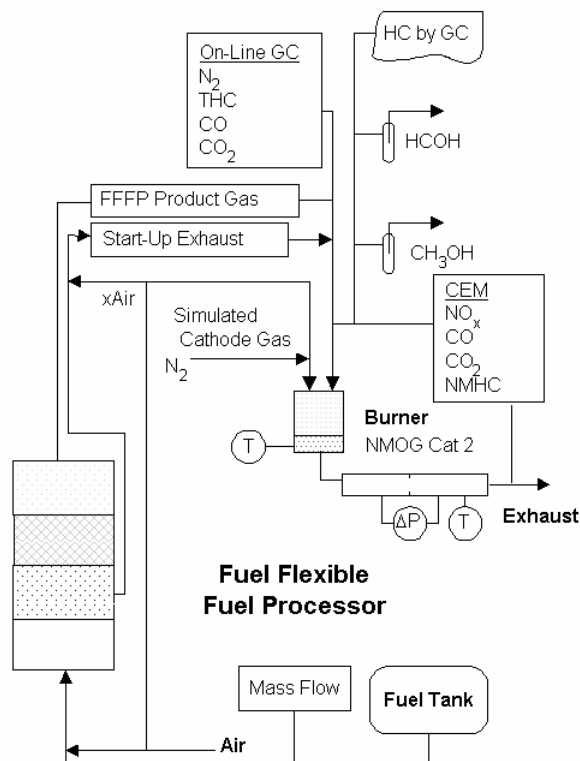 On-Line GC
N2
THC
CO
CO2
HC by GC
HCOH
FFFP Product Gas
Start-Up Exhaust
CH3OH
xAir
Simulated
Cathode Gas
N2
CEM
NOx
CO
CO2
NMHC
Burner
NMOG Cat 2
T
ΔP
T
Exhaust
Fuel Flexible
Fuel Processor
Mass Flow
Fuel Tank
Air